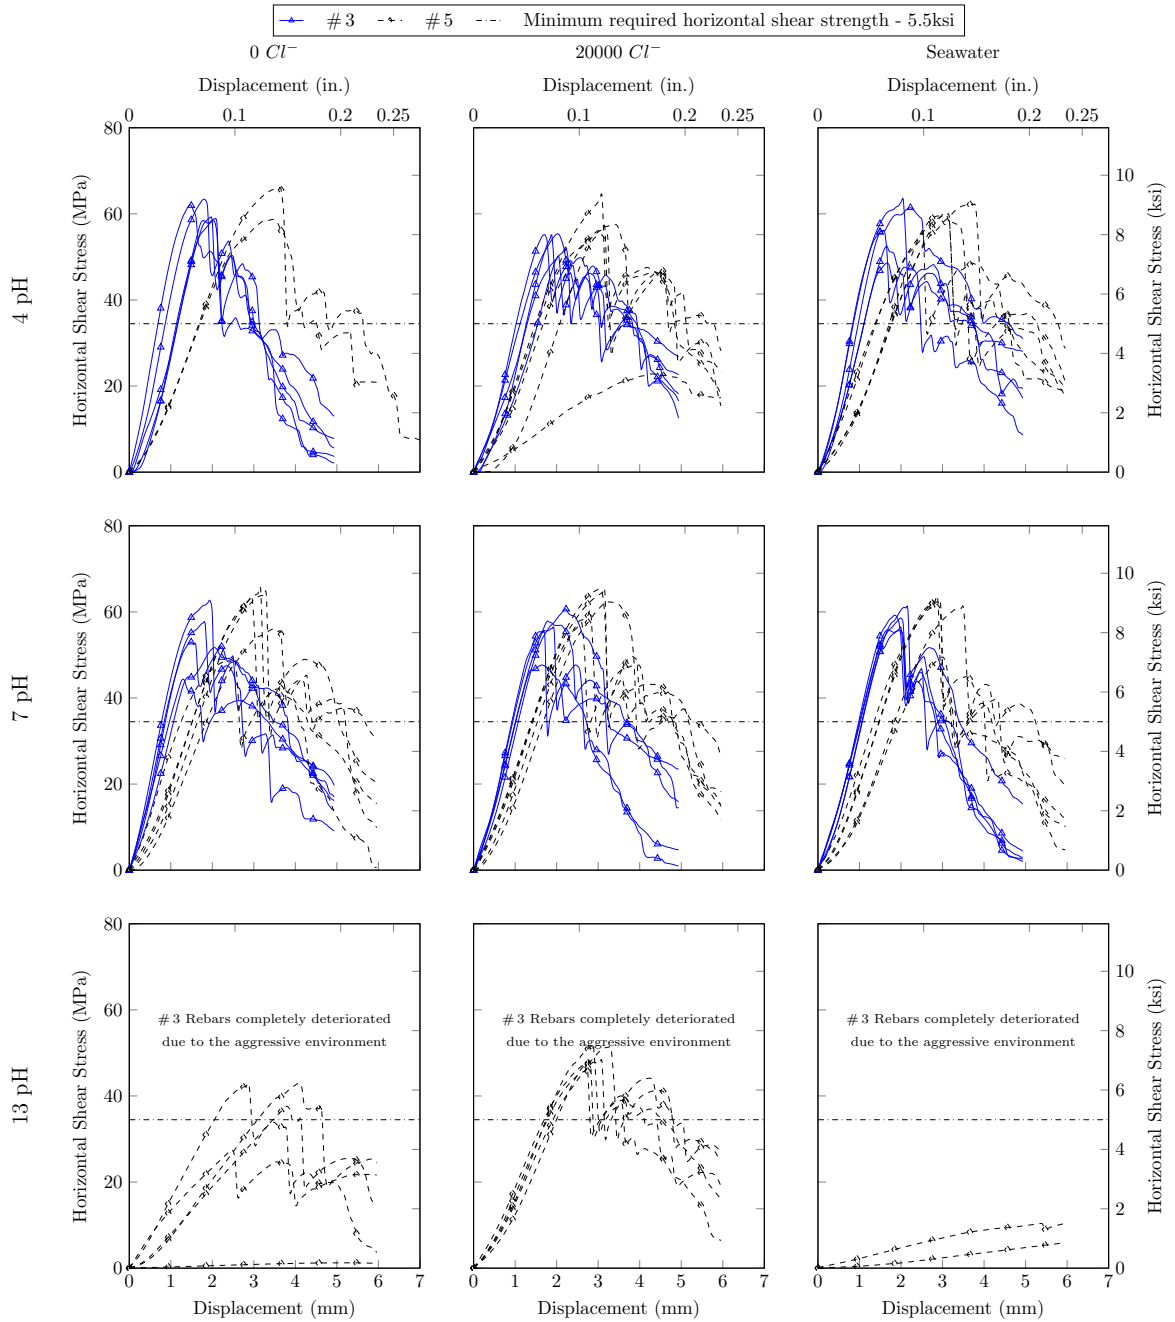 #3 #5 Minimum required horizontal shear strength - 5.5ksi
0 Cl⁻ 20000 Cl⁻ Seawater
Displacement (in.) Displacement (in.) Displacement (in.)
0 0.1 0.2 0.25 0 0.1 0.2 0.25 0 0.1 0.2 0.25
4 pH
Horizontal Shear Stress (MPa)
80
60
40
20
0
10
8
6
4
2
0
Horizontal Shear Stress (ksi)
7 pH
Horizontal Shear Stress (MPa)
80
60
40
20
0
10
8
6
4
2
0
Horizontal Shear Stress (ksi)
13 pH
Horizontal Shear Stress (MPa)
80
60
40
20
0
#3 Rebars completely deteriorated
due to the aggressive environment
#3 Rebars completely deteriorated
due to the aggressive environment
#3 Rebars completely deteriorated
due to the aggressive environment
10
8
6
4
2
0
Horizontal Shear Stress (ksi)
0 1 2 3 4 5 6 7 0 1 2 3 4 5 6 7 0 1 2 3 4 5 6 7
Displacement (mm) Displacement (mm) Displacement (mm)